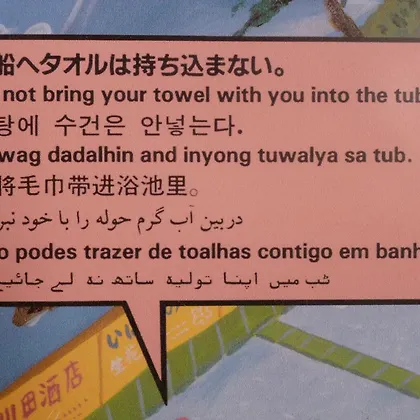 船へタオルは持ち込まない。
not bring your towel with you into the tub
탕에 수건은 안넣는다.
wag dadalhin and inyong tuwalya sa tub.
将毛巾带进浴池里。
در بین آب گرم حوله را با خود نبر
o podes trazer de toalhas contigo em banh
ٹب میں اپنا تولیہ ساتھ نہ لے جائیے
川田酒店